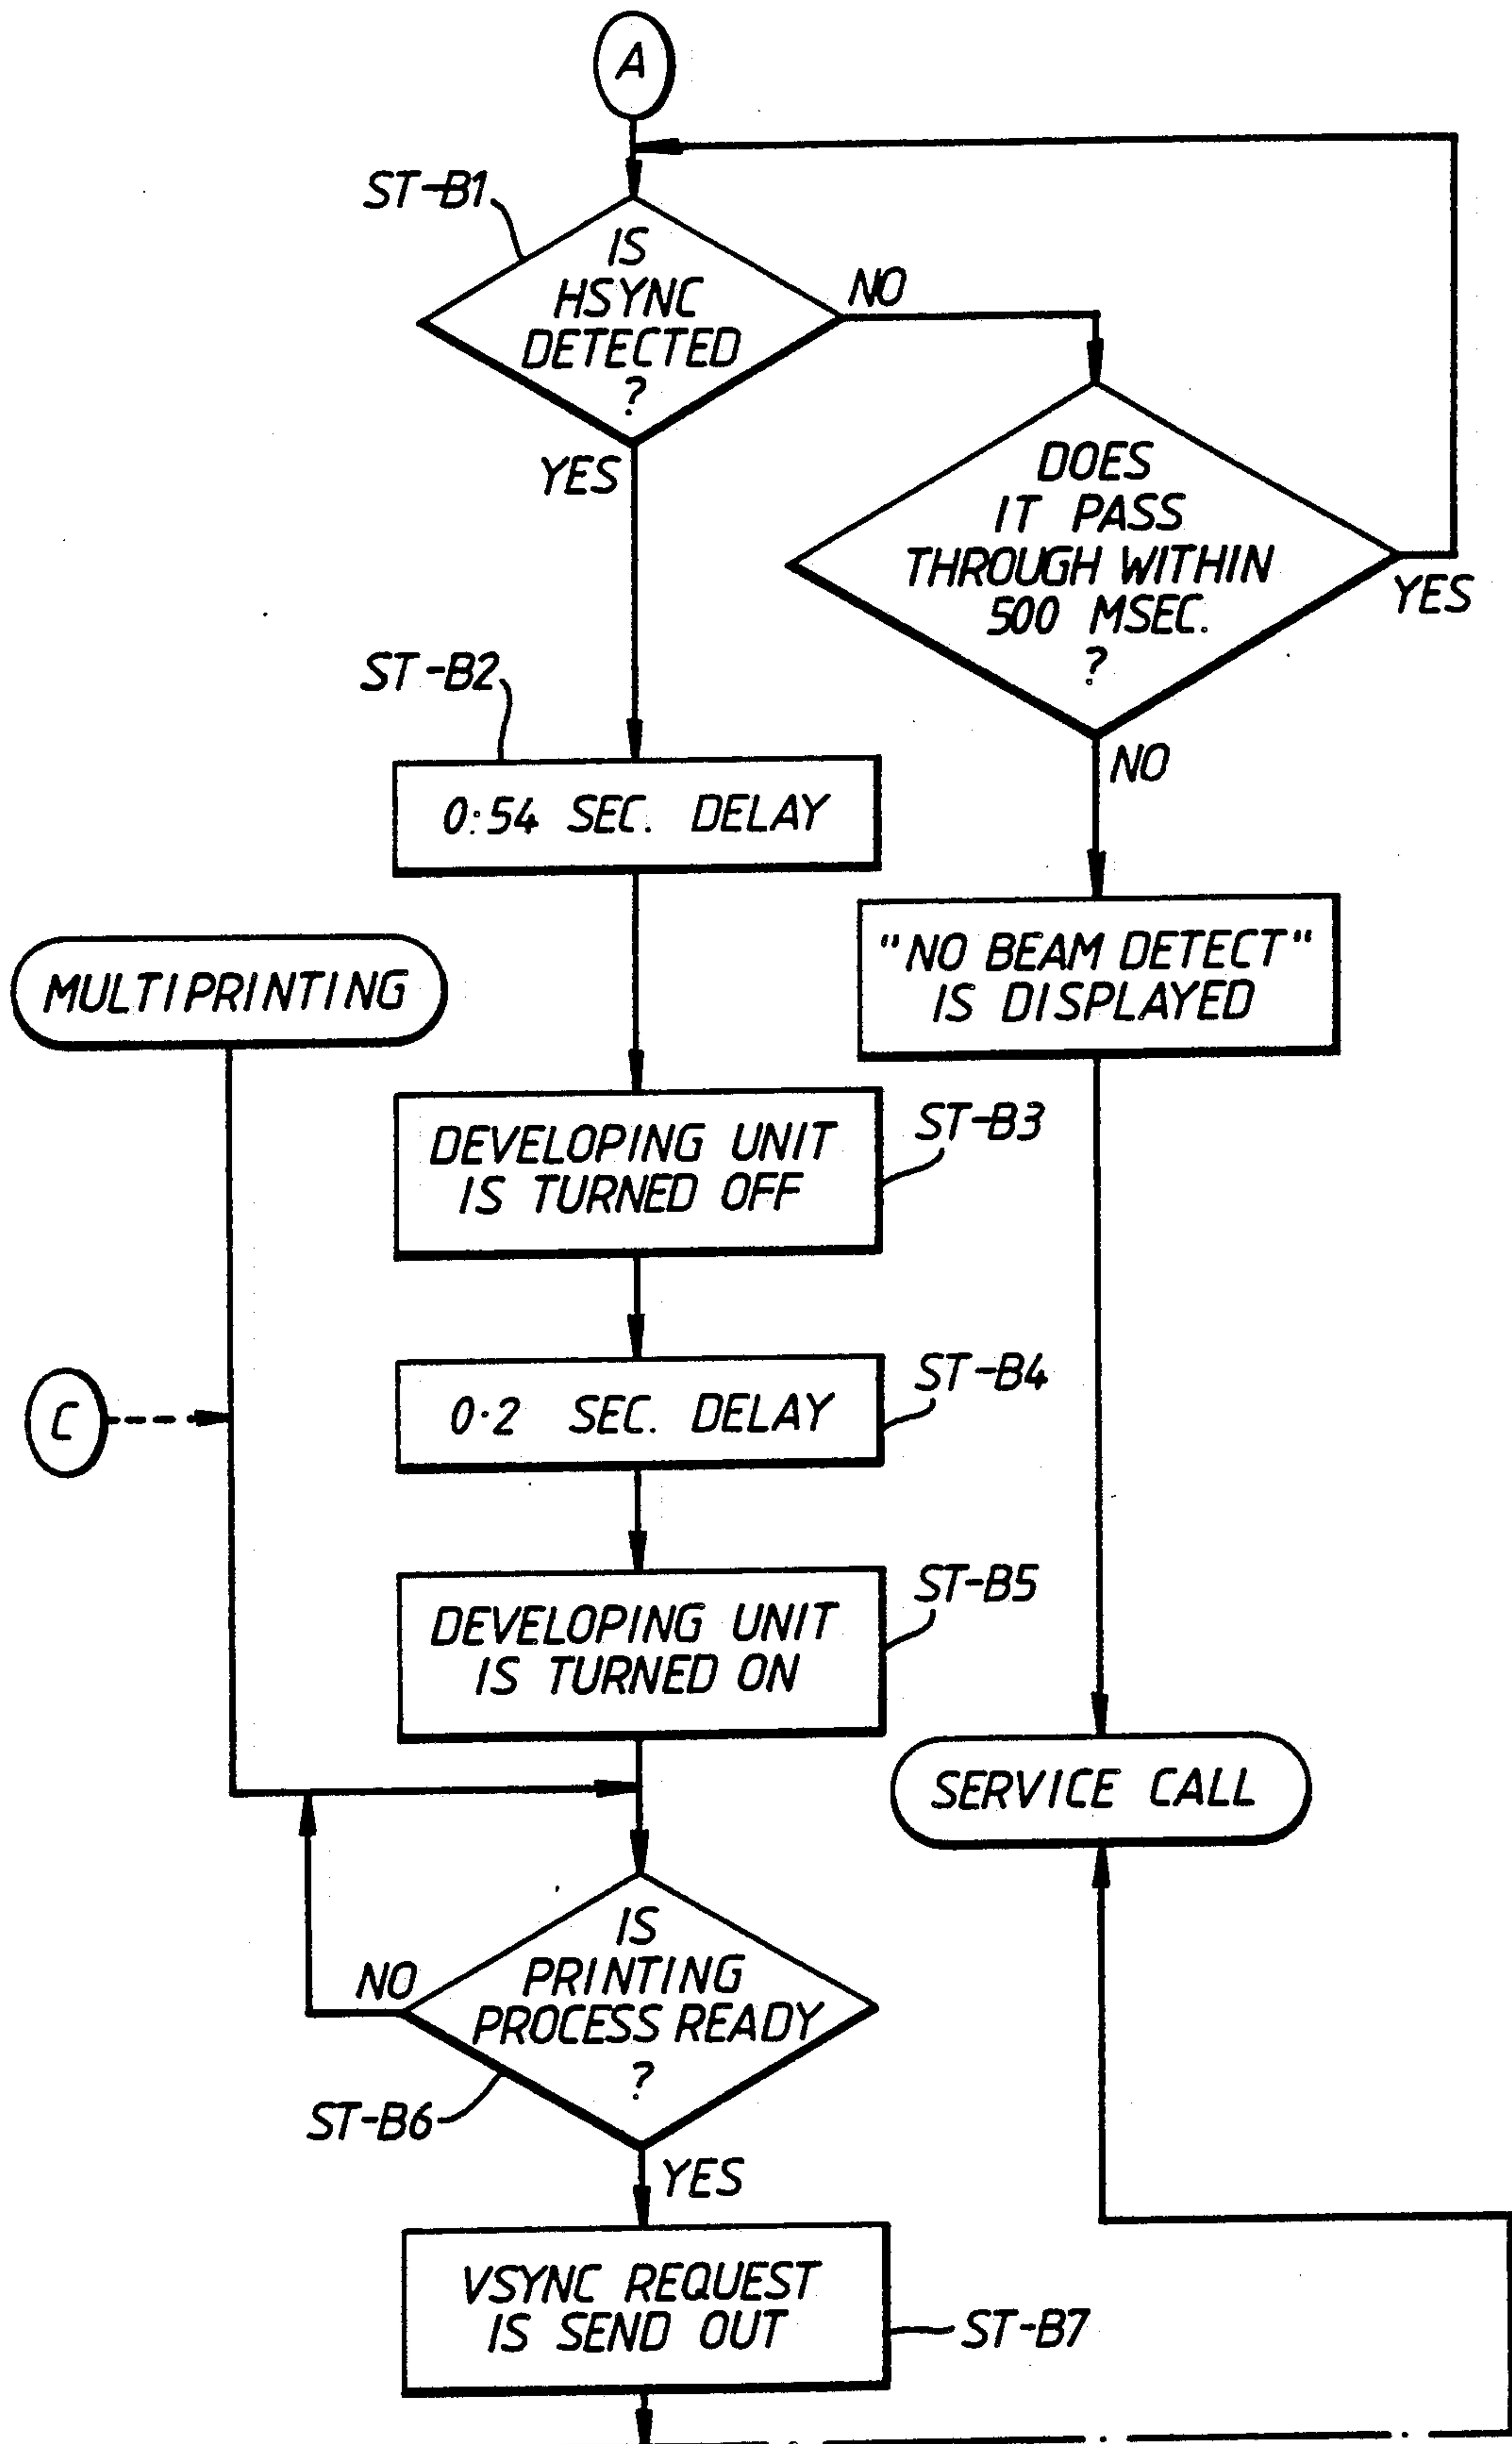 A
ST-B1
IS
HSYNC
DETECTED
?
NO
YES
DOES
IT PASS
THROUGH WITHIN
500 MSEC.
?
YES
NO
ST-B2
0:54 SEC. DELAY
"NO BEAM DETECT"
IS DISPLAYED
MULTIPRINTING
DEVELOPING UNIT
IS TURNED OFF
ST-B3
C
0.2 SEC. DELAY
ST-B4
DEVELOPING UNIT
IS TURNED ON
ST-B5
SERVICE CALL
IS
PRINTING
PROCESS READY
?
NO
ST-B6
YES
VSYNC REQUEST
IS SEND OUT
ST-B7